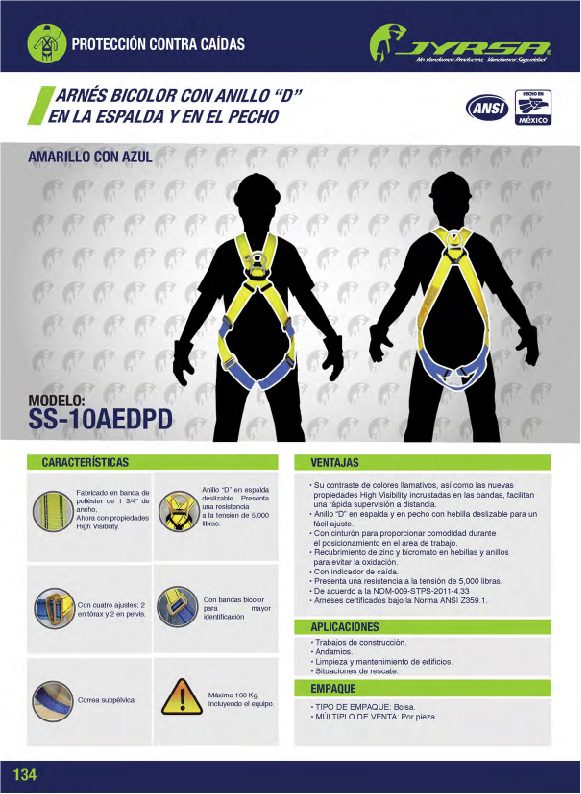 PROTECCIÓN CONTRA CAÍDAS
JYRSA
No Vendemos Productos, Vendemos Seguridad
ARNÉS BICOLOR CON ANILLO “D”
EN LA ESPALDA Y EN EL PECHO
ANSI
HECHO EN
MÉXICO
AMARILLO CON AZUL
MODELO:
SS-10AEDPD
CARACTERÍSTICAS
Fabricado en banda de
poliéster de 1 3/4" de
ancho.
Ahora con propiedades
High Visibility.
Anillo “D” en espalda
deslizable. Presenta
una resistencia
a la tensión de 5,000
libras.
Con cuatro ajustes: 2
en tórax y 2 en pelvis.
Con bandas bicolor
para mayor
identificación
Correa subpélvica
Máximo 100 Kg.
incluyendo el equipo.
VENTAJAS
• Su contraste de colores llamativos, así como las nuevas
propiedades High Visibility incrustadas en las bandas, facilitan
una rápida supervisión a distancia.
• Anillo “D” en espalda y en pecho con hebilla deslizable para un
fácil ajuste.
• Con cinturón para proporcionar comodidad durante
el posicionamiento en el area de trabajo.
• Recubrimiento de zinc y bicromato en hebillas y anillos
para evitar la oxidación.
• Con indicador de caída.
• Presenta una resistencia a la tensión de 5,000 libras.
• De acuerdo a la NOM-009-STPS-2011-4.33
• Arneses certificados bajo la Norma ANSI Z359.1.
APLICACIONES
• Trabajos de construcción.
• Andamios.
• Limpieza y mantenimiento de edificios.
• Situaciones de rescate.
EMPAQUE
• TIPO DE EMPAQUE: Bolsa.
• MÚLTIPLO DE VENTA: Por pieza
134